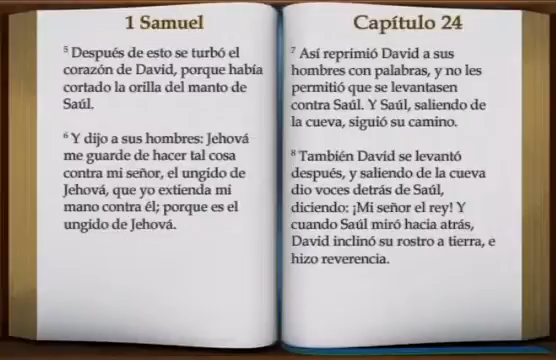 1 Samuel
⁵ Después de esto se turbó el
corazón de David, porque había
cortado la orilla del manto de
Saúl.
⁶ Y dijo a sus hombres: Jehová
me guarde de hacer tal cosa
contra mi señor, el ungido de
Jehová, que yo extienda mi
mano contra él; porque es el
ungido de Jehová.
Capítulo 24
⁷ Así reprimió David a sus
hombres con palabras, y no les
permitió que se levantasen
contra Saúl. Y Saúl, saliendo de
la cueva, siguió su camino.
⁸ También David se levantó
después, y saliendo de la cueva
dio voces detrás de Saúl,
diciendo: ¡Mi señor el rey! Y
cuando Saúl miró hacia atrás,
David inclinó su rostro a tierra, e
hizo reverencia.